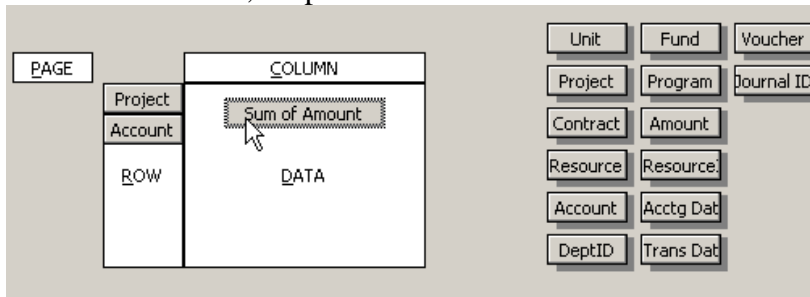 PAGE
COLUMN
Project
Account
Sum of Amount
ROW
DATA
Unit Fund Voucher
Project Program Journal ID
Contract Amount
Resource Resource
Account Acctg Dat
DeptID Trans Dat